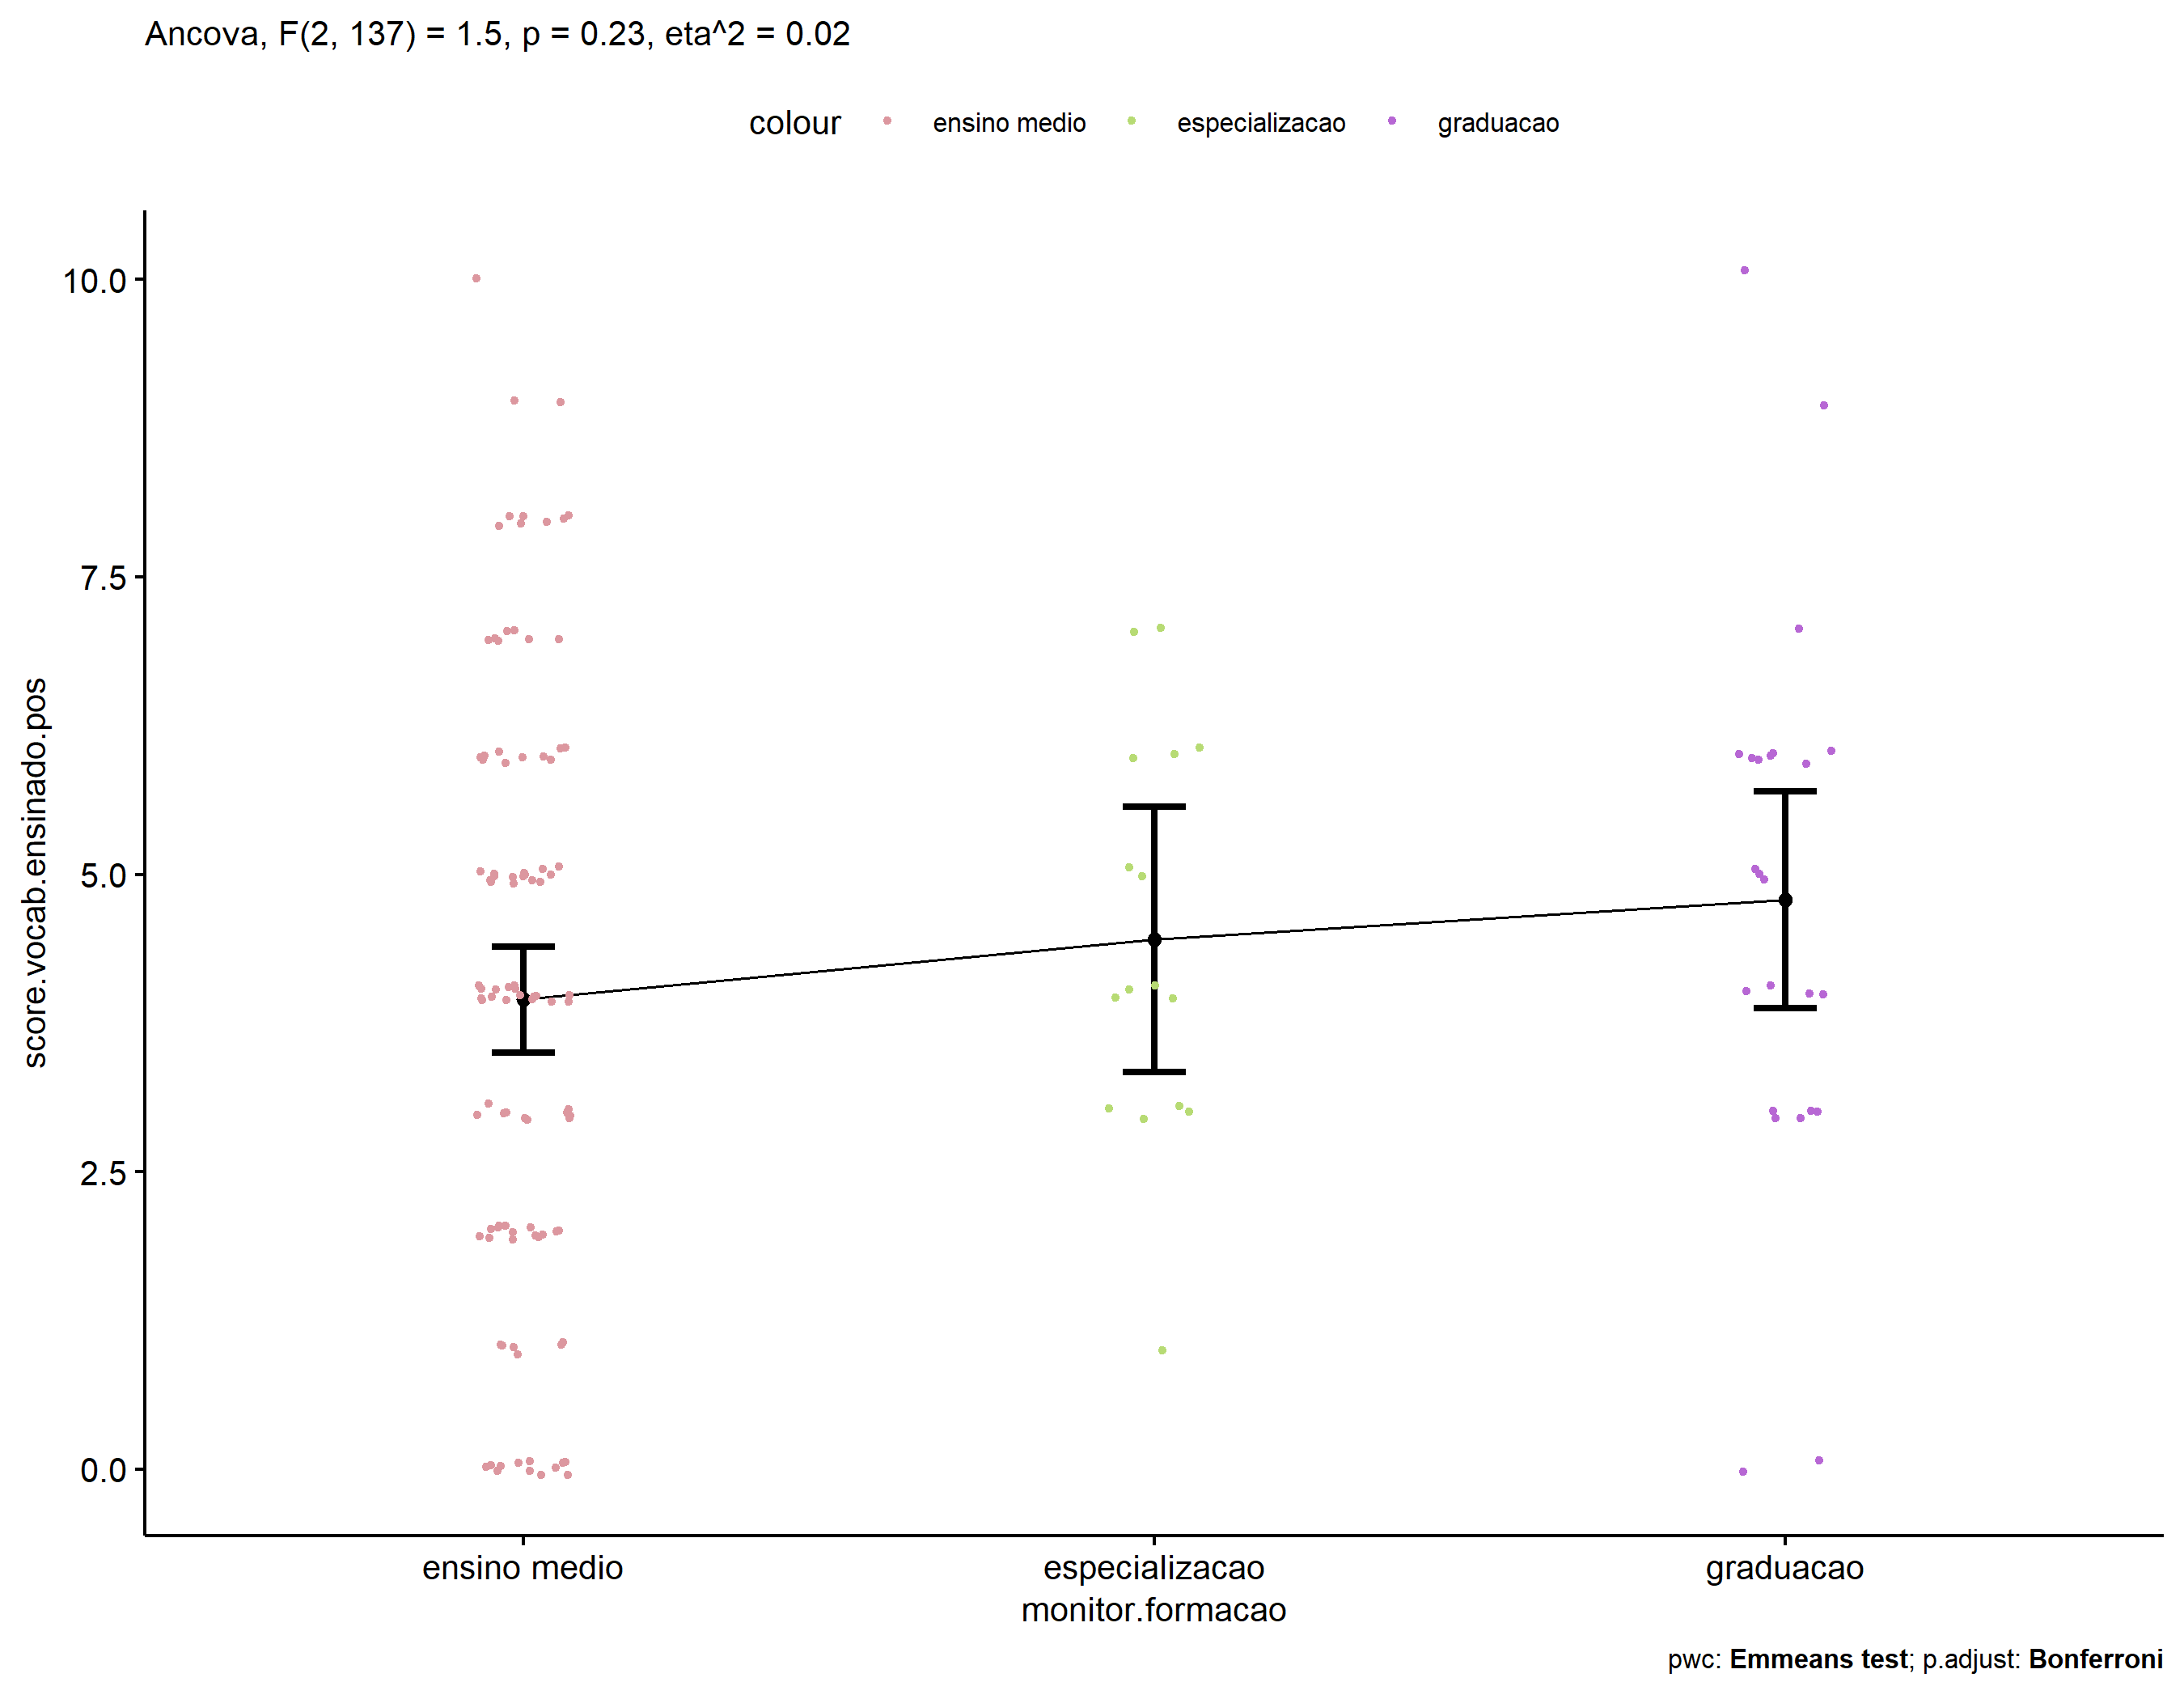 Ancova, F(2, 137) = 1.5, p = 0.23, eta^2 = 0.02
colour ensino medio especializacao graduacao
score.vocab.ensinado.pos
10.0
7.5
5.0
2.5
0.0
ensino medio especializacao graduacao
monitor.formacao
pwc: Emmeans test; p.adjust: Bonferroni